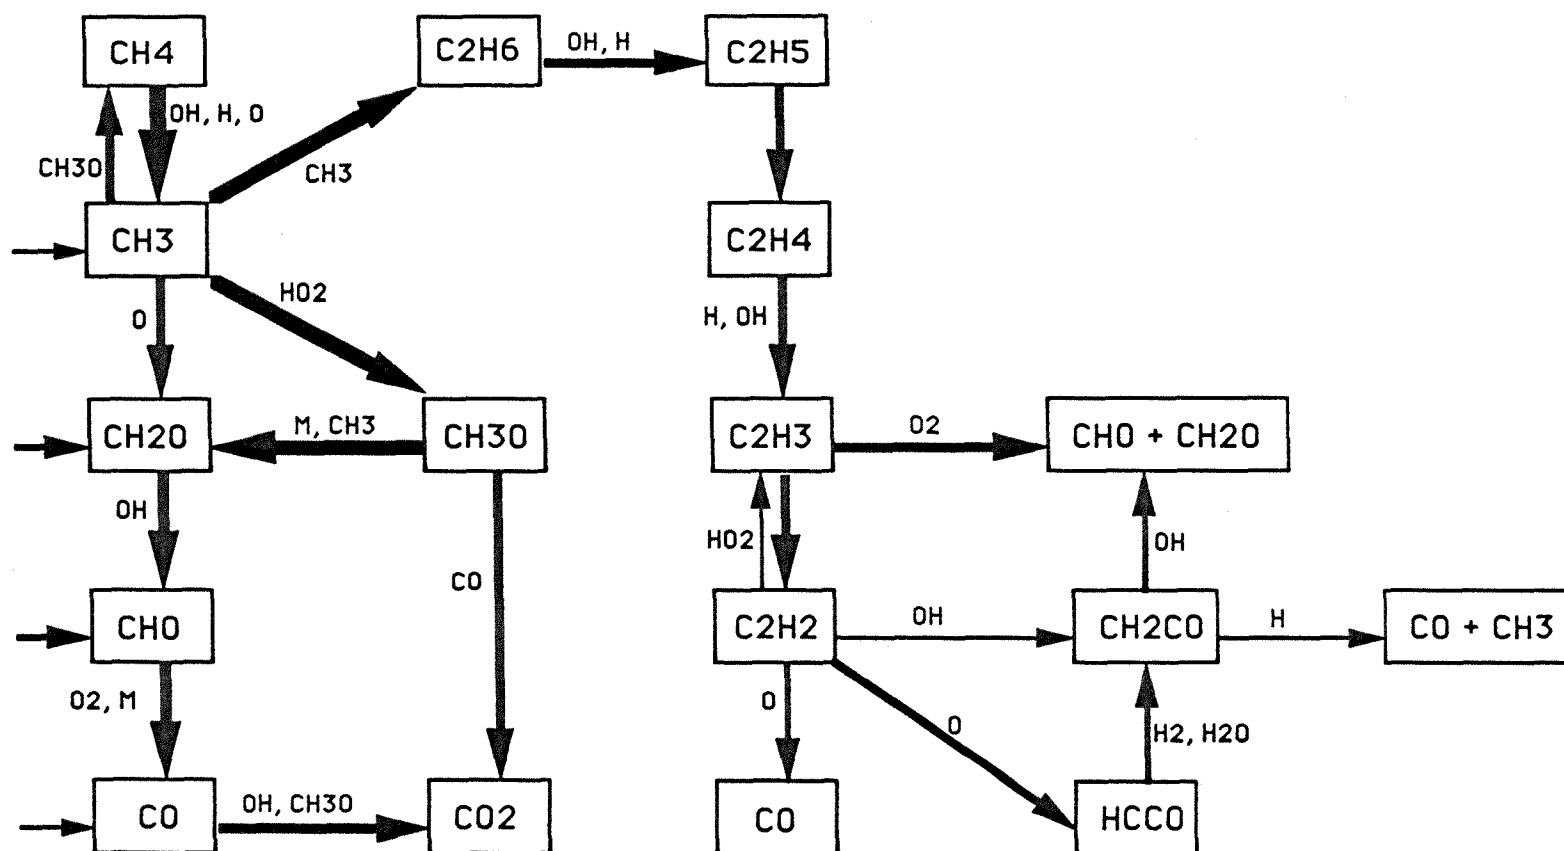 CH4
C2H6
OH, H
C2H5
OH, H, O
CH3O
CH3
CH3
C2H4
HO2
O
H, OH
CH2O
M, CH3
CH3O
C2H3
O2
CHO + CH2O
OH
CO
HO2
OH
CHO
C2H2
OH
CH2CO
H
CO + CH3
O2, M
O
O
H2, H2O
CO
OH, CH3O
CO2
CO
HCCO